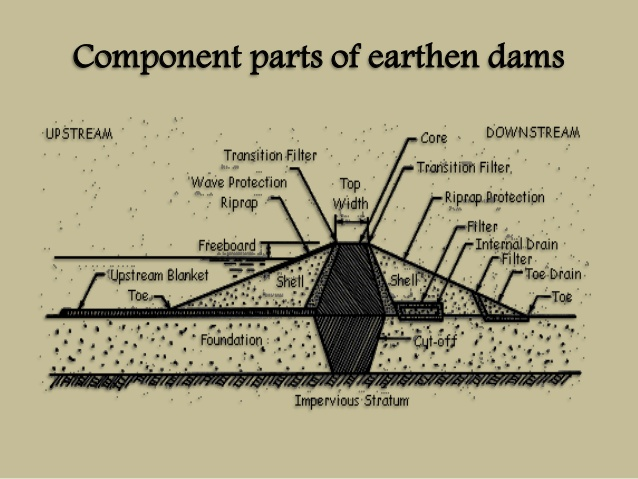 Component parts of earthen dams
UPSTREAM
DOWNSTREAM
Core
Transition Filter
Transition Filter
Wave Protection
Riprap
Top
Width
Riprap Protection
Filter
Freeboard
Internal Drain
Filter
Upstream Blanket
Toe Drain
Shell
Shell
Toe
Toe
Foundation
Cut-off
Impervious Stratum